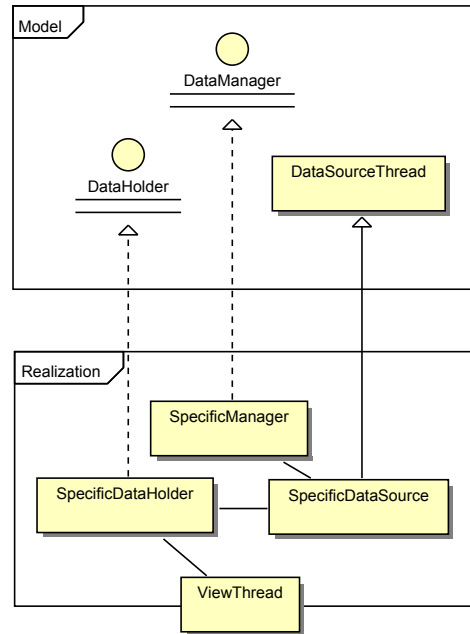 Model
DataManager
DataHolder
DataSourceThread
Realization
SpecificManager
SpecificDataHolder
SpecificDataSource
ViewThread